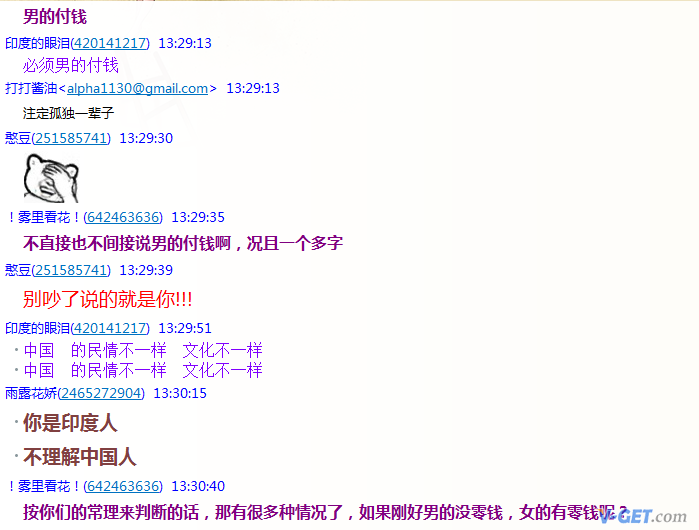 男的付钱
印度的眼泪(420141217) 13:29:13
必须男的付钱
打打酱油<alpha1130@gmail.com> 13:29:13
注定孤独一辈子
憨豆(251585741) 13:29:30
！雾里看花！(642463636) 13:29:35
不直接也不间接说男的付钱啊，况且一个多字
憨豆(251585741) 13:29:39
别吵了说的就是你!!!
印度的眼泪(420141217) 13:29:51
·中国 的民情不一样 文化不一样
·中国 的民情不一样 文化不一样
雨露花娇(2465272904) 13:30:15
·你是印度人
·不理解中国人
！雾里看花！(642463636) 13:30:40
按你们的常理来判断的话，那有很多种情况了，如果刚好男的没零钱，女的有零钱呢？
V-GET.com